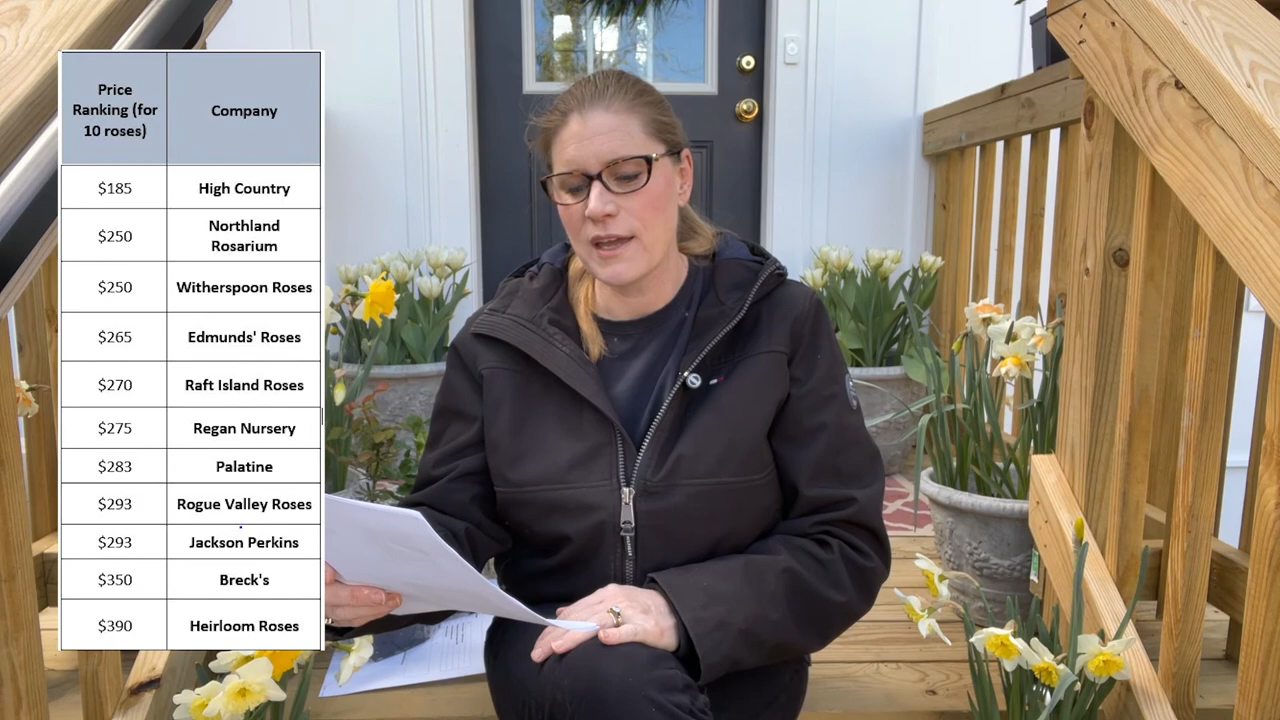 Price
Ranking (for
10 roses)
Company
$185
High Country
$250
Northland
Rosarium
$250
Witherspoon Roses
$265
Edmunds' Roses
$270
Raft Island Roses
$275
Regan Nursery
$283
Palatine
$293
Rogue Valley Roses
$293
Jackson Perkins
$350
Breck's
$390
Heirloom Roses